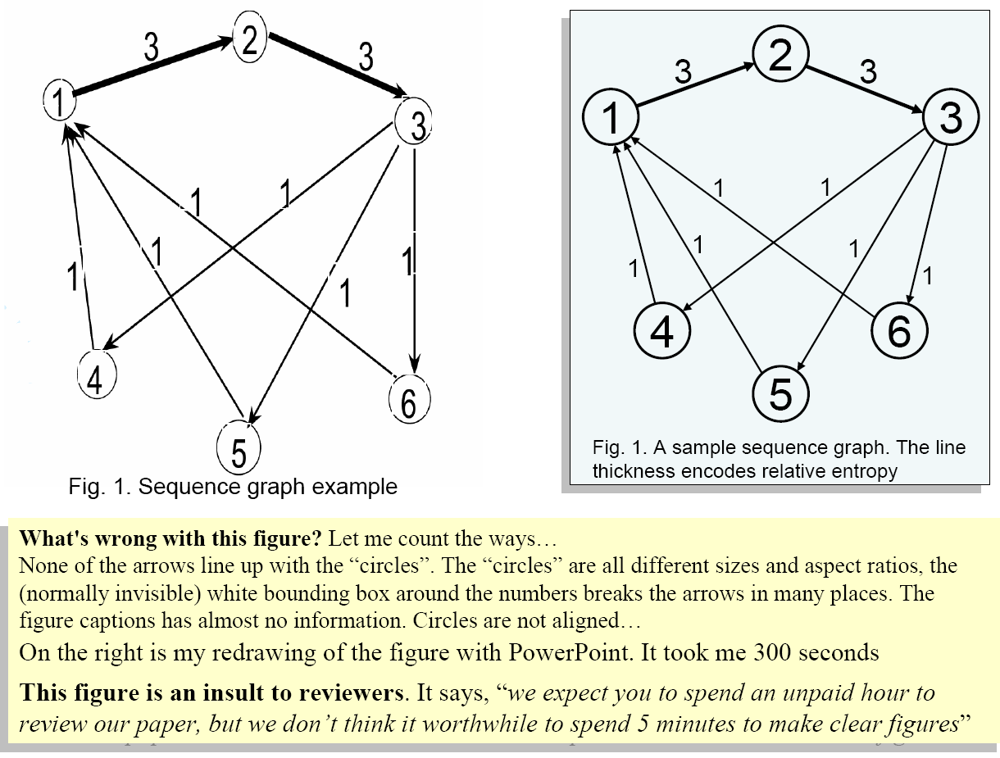 2
3
3
1
3
1
1
1
1
1
1
4
6
5
Fig. 1. Sequence graph example
2
3
3
1
3
1
1
1
1
1
1
4
6
5
Fig. 1. A sample sequence graph. The line
thickness encodes relative entropy
What's wrong with this figure? Let me count the ways…
None of the arrows line up with the “circles”. The “circles” are all different sizes and aspect ratios, the
(normally invisible) white bounding box around the numbers breaks the arrows in many places. The
figure captions has almost no information. Circles are not aligned…
On the right is my redrawing of the figure with PowerPoint. It took me 300 seconds
This figure is an insult to reviewers. It says, “we expect you to spend an unpaid hour to
review our paper, but we don’t think it worthwhile to spend 5 minutes to make clear figures”